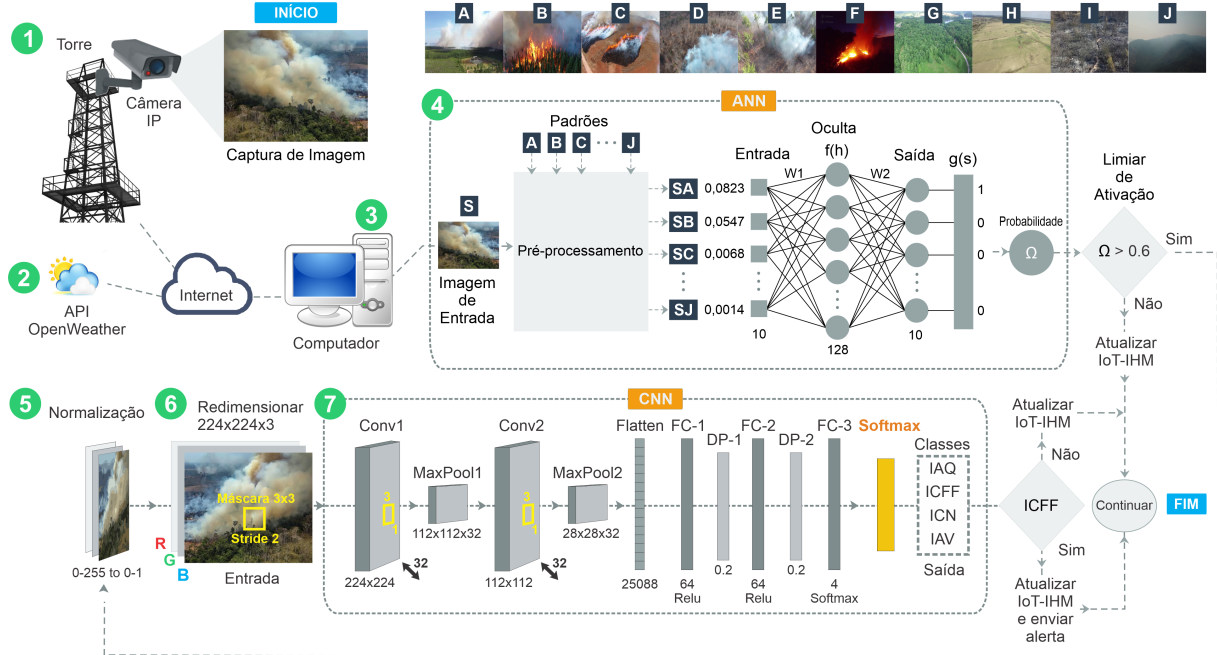 INÍCIO
1
Torre
Câmera
IP
Captura de Imagem
2
API
OpenWeather
Internet
3
Computador
A
B
C
D
E
F
G
H
I
J
4
ANN
Padrões
A
B
C
J
S
Imagem
de
Entrada
Pré-processamento
SA
0,0823
SB
0,0547
SC
0,0068
SJ
0,0014
Entrada
10
W1
Oculta
f(h)
128
W2
Saída
10
g(s)
1
0
0
0
Probabilidade
Ω
Limiar
de
Ativação
Ω > 0.6
Sim
Não
Atualizar
IoT-IHM
5
Normalização
0-255 to 0-1
6
Redimensionar
224x224x3
Mascara 3x3
Stride 2
R
G
B
Entrada
7
CNN
Conv1
3
1
32
224x224
MaxPool1
112x112x32
Conv2
3
1
32
112x112
MaxPool2
28x28x32
Flatten
25088
FC-1
64
Relu
DP-1
0.2
FC-2
64
Relu
DP-2
0.2
FC-3
4
Softmax
Softmax
Classes
IAQ
ICFF
ICN
IAV
Saída
Atualizar
IoT-IHM
Não
ICFF
Sim
Atualizar
IoT-IHM
e enviar
alerta
Continuar
FIM